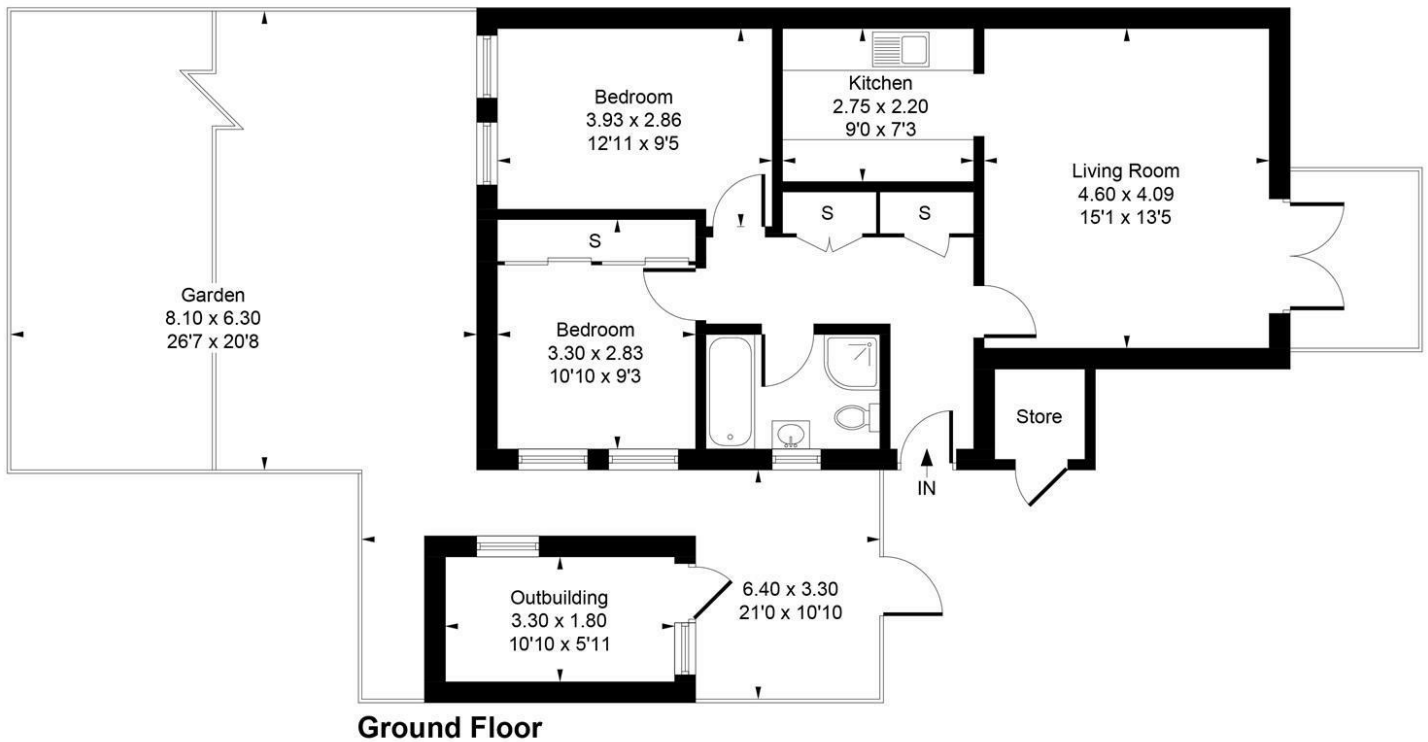 Bedroom
3.93 x 2.86
12'11 x 9'5
Kitchen
2.75 x 2.20
9'0 x 7'3
Living Room
4.60 x 4.09
15'1 x 13'5
S
S
S
Garden
8.10 x 6.30
26'7 x 20'8
Bedroom
3.30 x 2.83
10'10 x 9'3
Store
IN
Outbuilding
3.30 x 1.80
10'10 x 5'11
6.40 x 3.30
21'0 x 10'10
Ground Floor